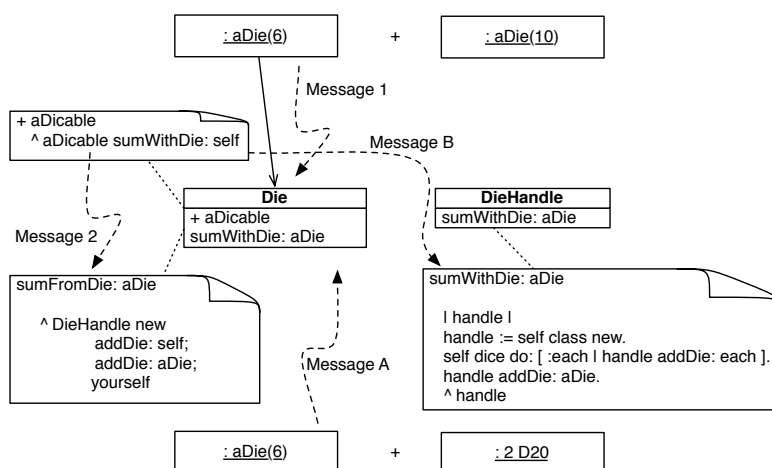 : aDie(6) + : aDie(10)
Message 1
+ aDicable
^ aDicable sumWithDie: self
Message B
Die
+ aDicable
sumWithDie: aDie
DieHandle
sumWithDie: aDie
Message 2
sumFromDie: aDie
^ DieHandle new
addDie: self;
addDie: aDie;
yourself
Message A
sumWithDie: aDie
| handle |
handle := self class new.
self dice do: [ :each | handle addDie: each ].
handle addDie: aDie.
^ handle
: aDie(6) + : 2 D20